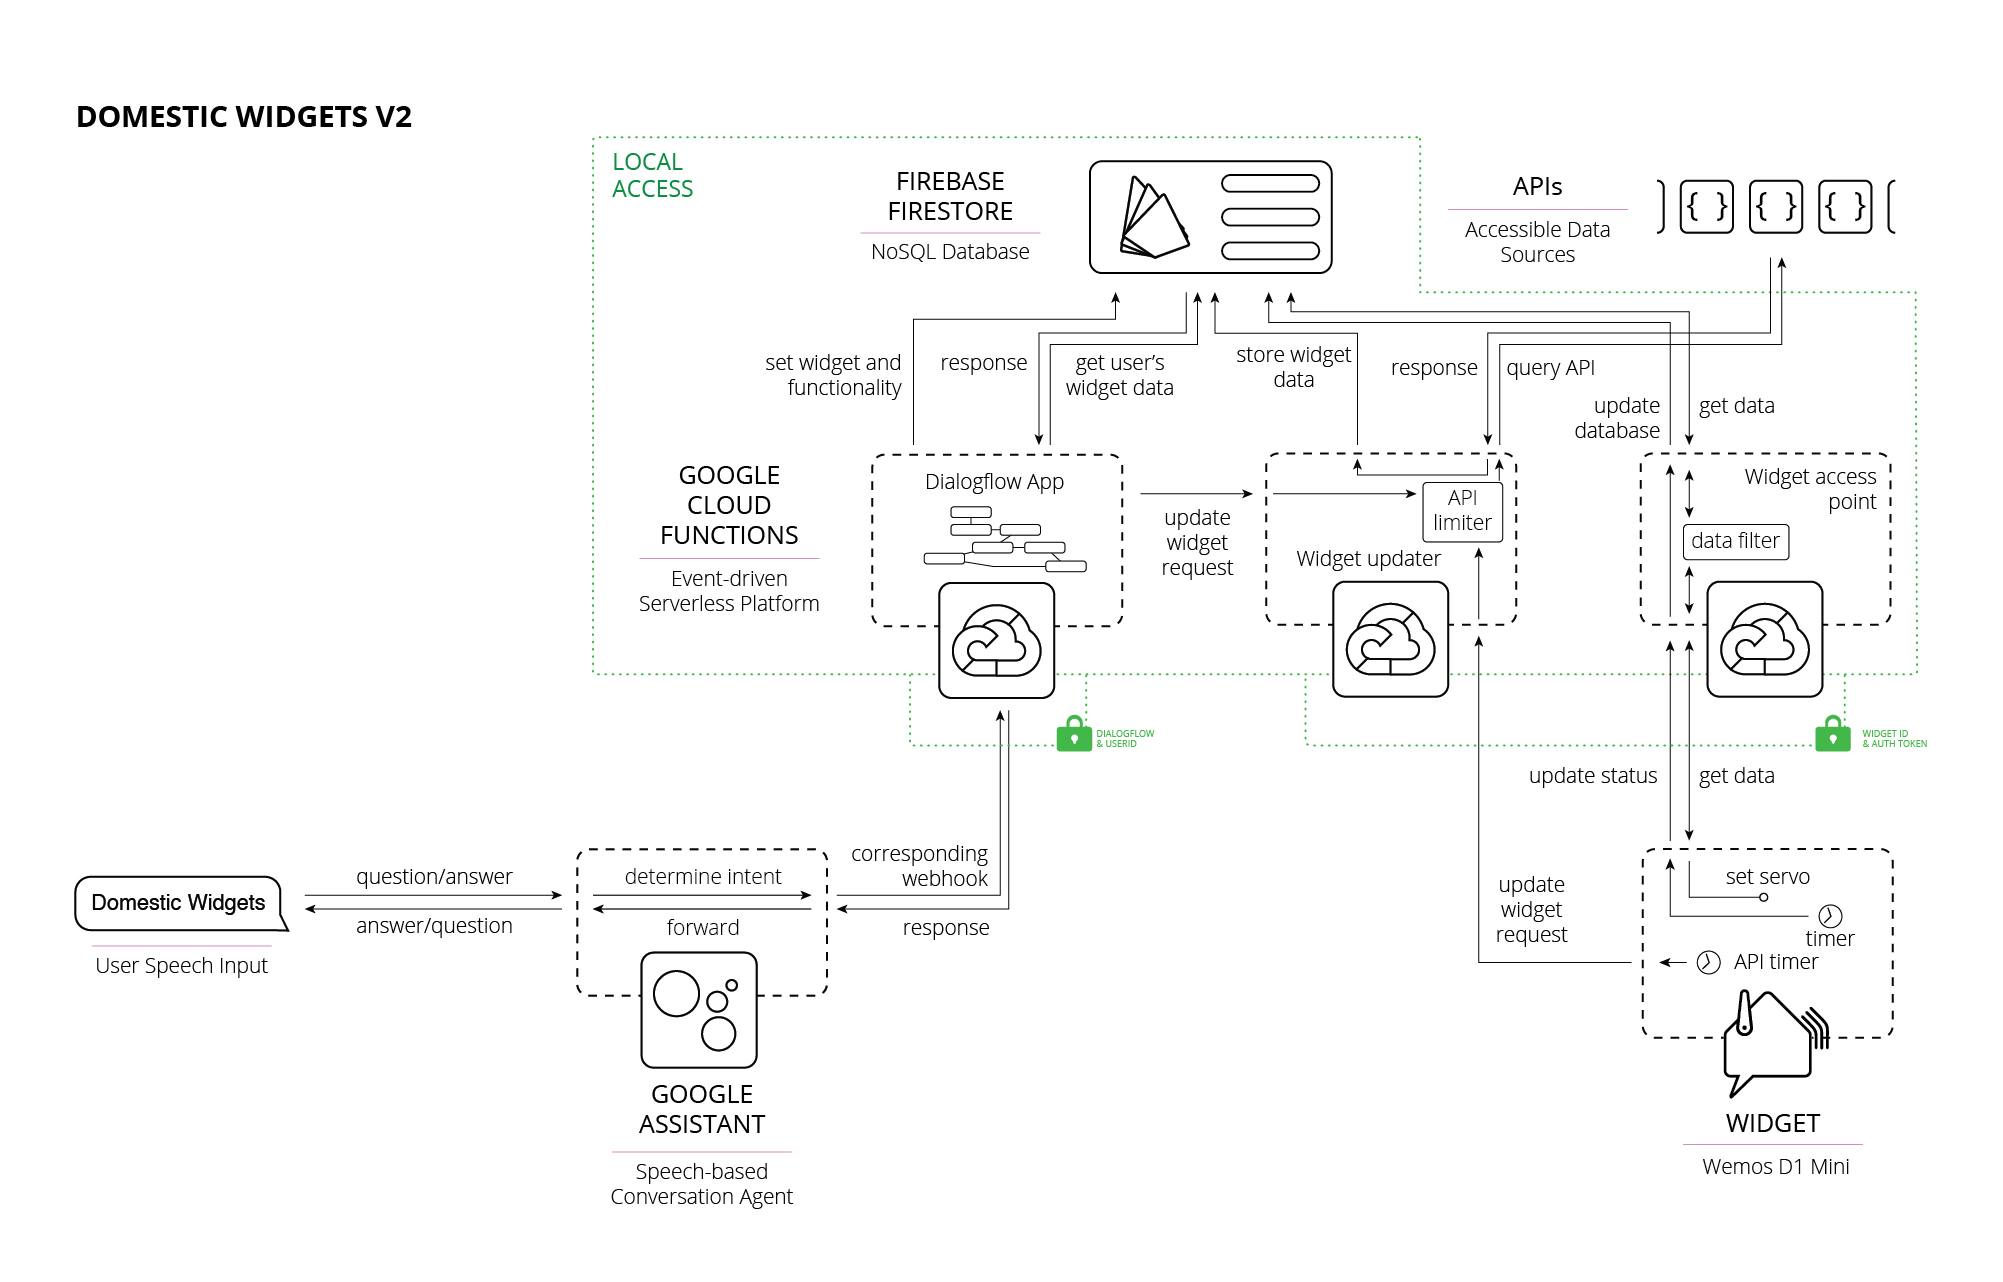 DOMESTIC WIDGETS V2
LOCAL
ACCESS
FIREBASE
FIRESTORE
NoSQL Database
APIs
Accessible Data
Sources
{ }
{ }
{ }
set widget and
functionality
response
get user's
widget data
store widget
data
response
query API
update
database
get data
GOOGLE
CLOUD
FUNCTIONS
Event-driven
Serverless Platform
Dialogflow App
update
widget
request
API
limiter
Widget updater
Widget access
point
data filter
DIALOGFLOW
& USERID
WIDGET ID
& AUTH TOKEN
update status
get data
Domestic Widgets
User Speech Input
question/answer
answer/question
determine intent
forward
corresponding
webhook
response
GOOGLE
ASSISTANT
Speech-based
Conversation Agent
update
widget
request
set servo
timer
API timer
WIDGET
Wemos D1 Mini